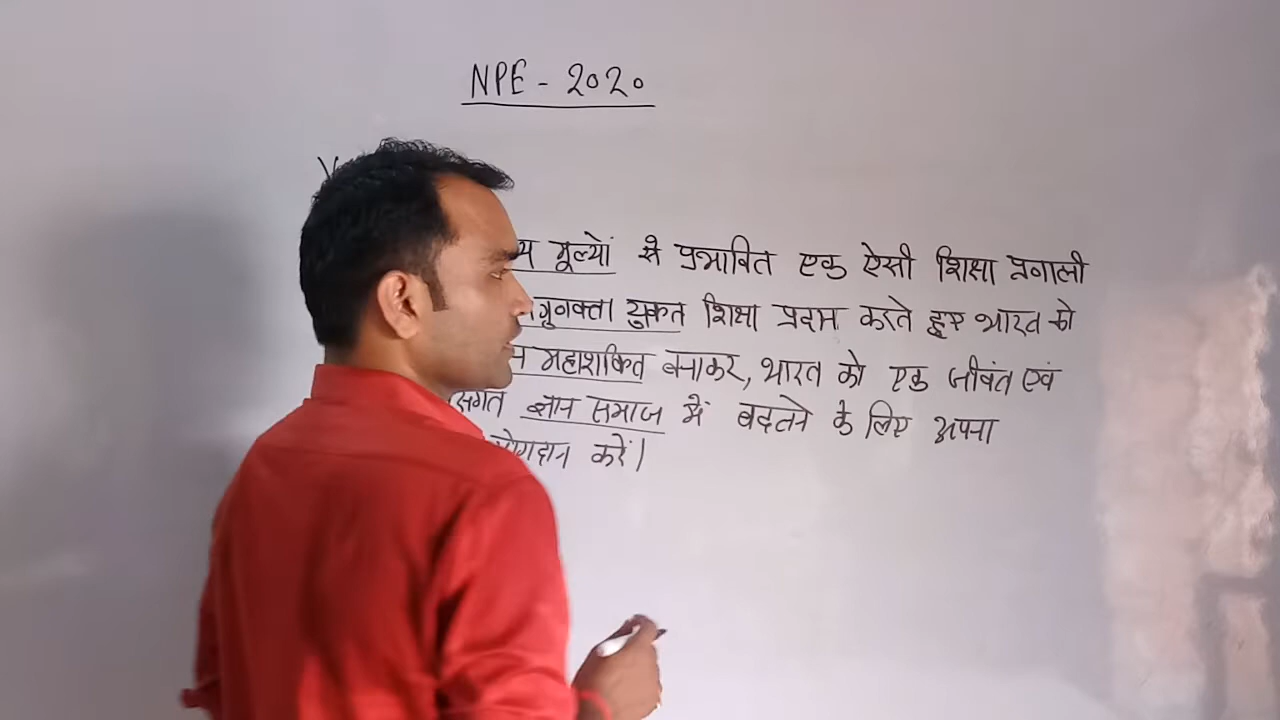 NPE - 2020
मूल्यों से प्रभावित एक ऐसी शिक्षा प्रणाली
युक्त शिक्षा प्रदान करते हुए भारत को
महाशक्ति बनाकर, भारत को एक जीवंत एवं
ज्ञान समाज में बदलने के लिए अपना
करें।